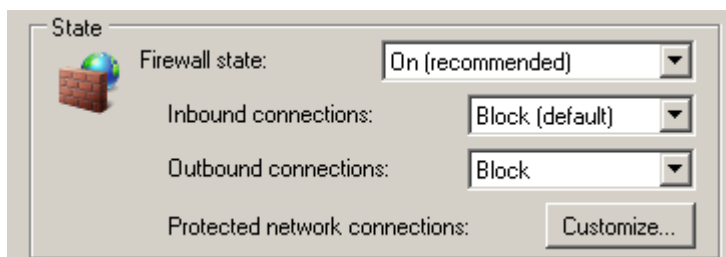 State
Firewall state: On (recommended)
Inbound connections: Block (default)
Outbound connections: Block
Protected network connections: Customize...